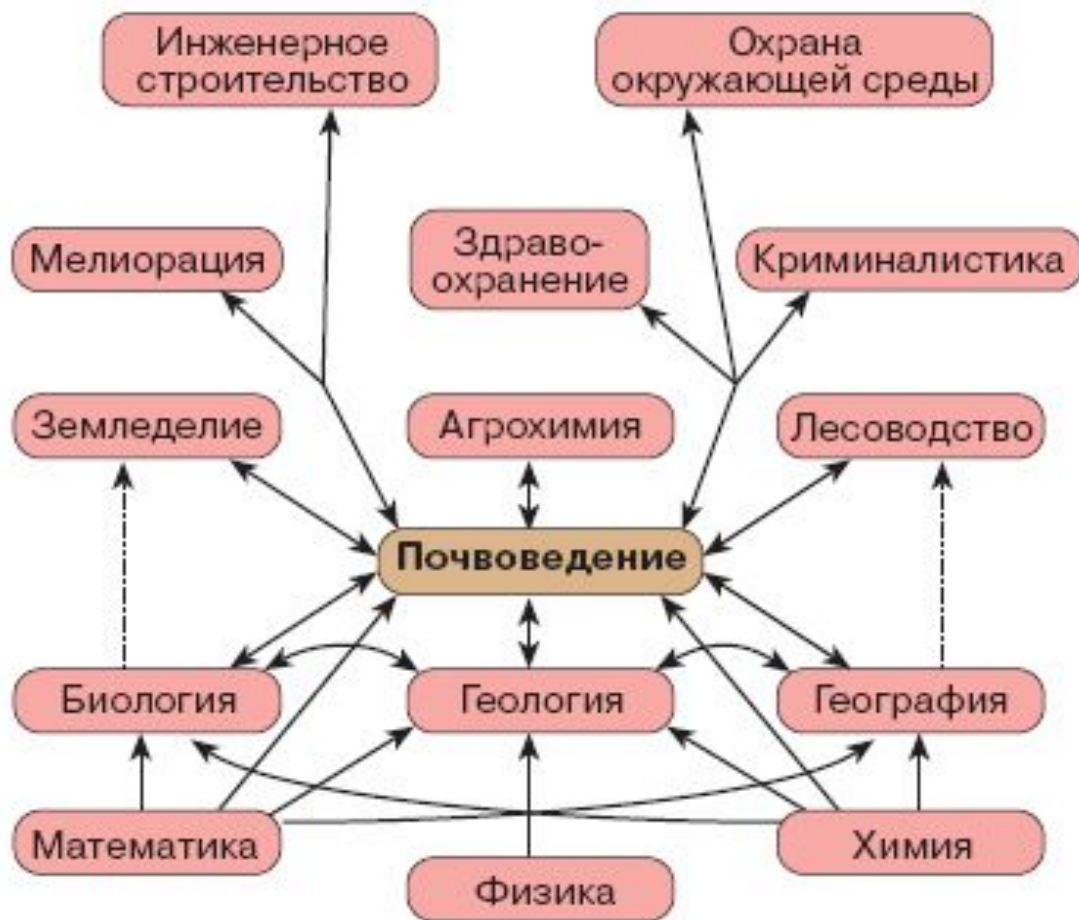 Инженерное
строительство
Охрана
окружающей среды
Мелиорация
Здраво-
охранение
Криминалистика
Земледелие
Агрохимия
Лесоводство
Почвоведение
Биология
Геология
География
Математика
Физика
Химия